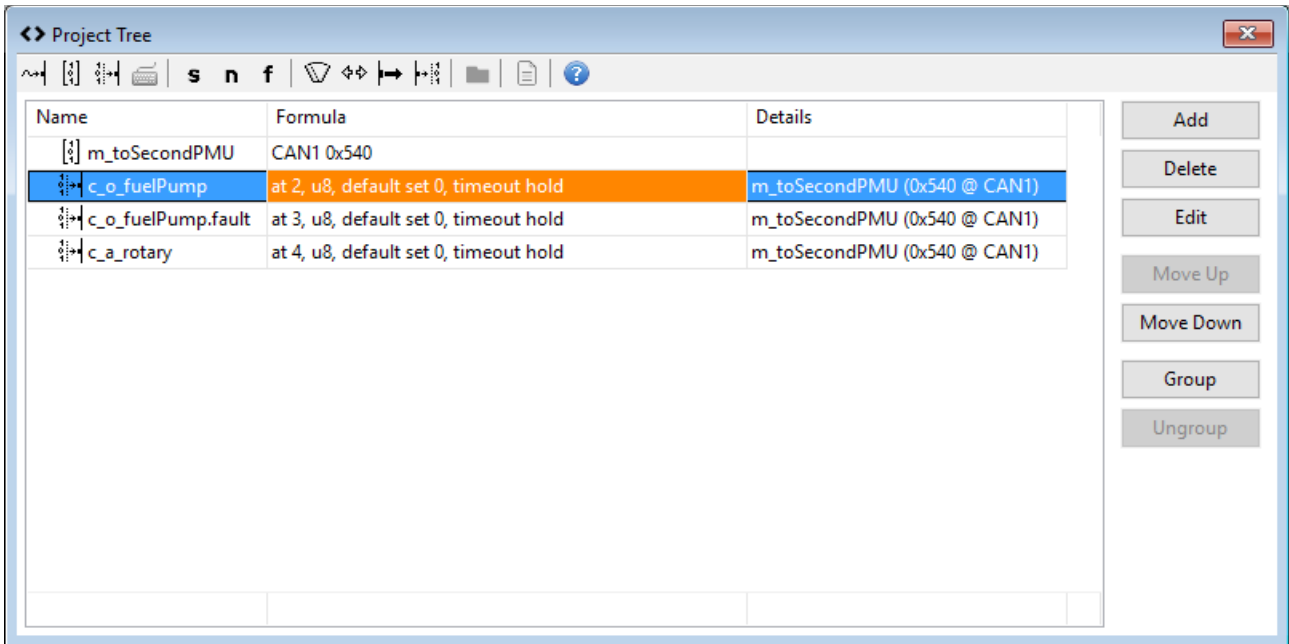 Project Tree
s n f
Name Formula Details
m_toSecondPMU CAN1 0x540
c_o_fuelPump at 2, u8, default set 0, timeout hold m_toSecondPMU (0x540 @ CAN1)
c_o_fuelPump.fault at 3, u8, default set 0, timeout hold m_toSecondPMU (0x540 @ CAN1)
c_a_rotary at 4, u8, default set 0, timeout hold m_toSecondPMU (0x540 @ CAN1)
Add
Delete
Edit
Move Up
Move Down
Group
Ungroup